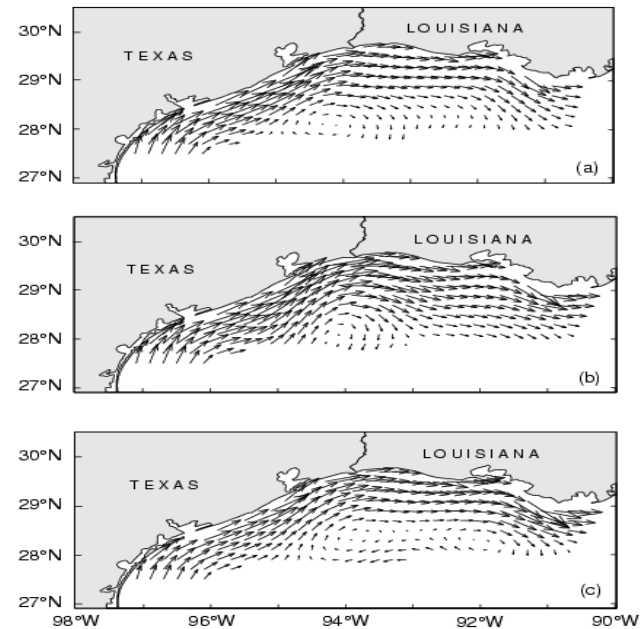 30°N
LOUISIANA
TEXAS
29°N
28°N
27°N
(a)
30°N
LOUISIANA
TEXAS
29°N
28°N
27°N
(b)
30°N
LOUISIANA
TEXAS
29°N
28°N
27°N
(c)
98°W 96°W 94°W 92°W 90°W